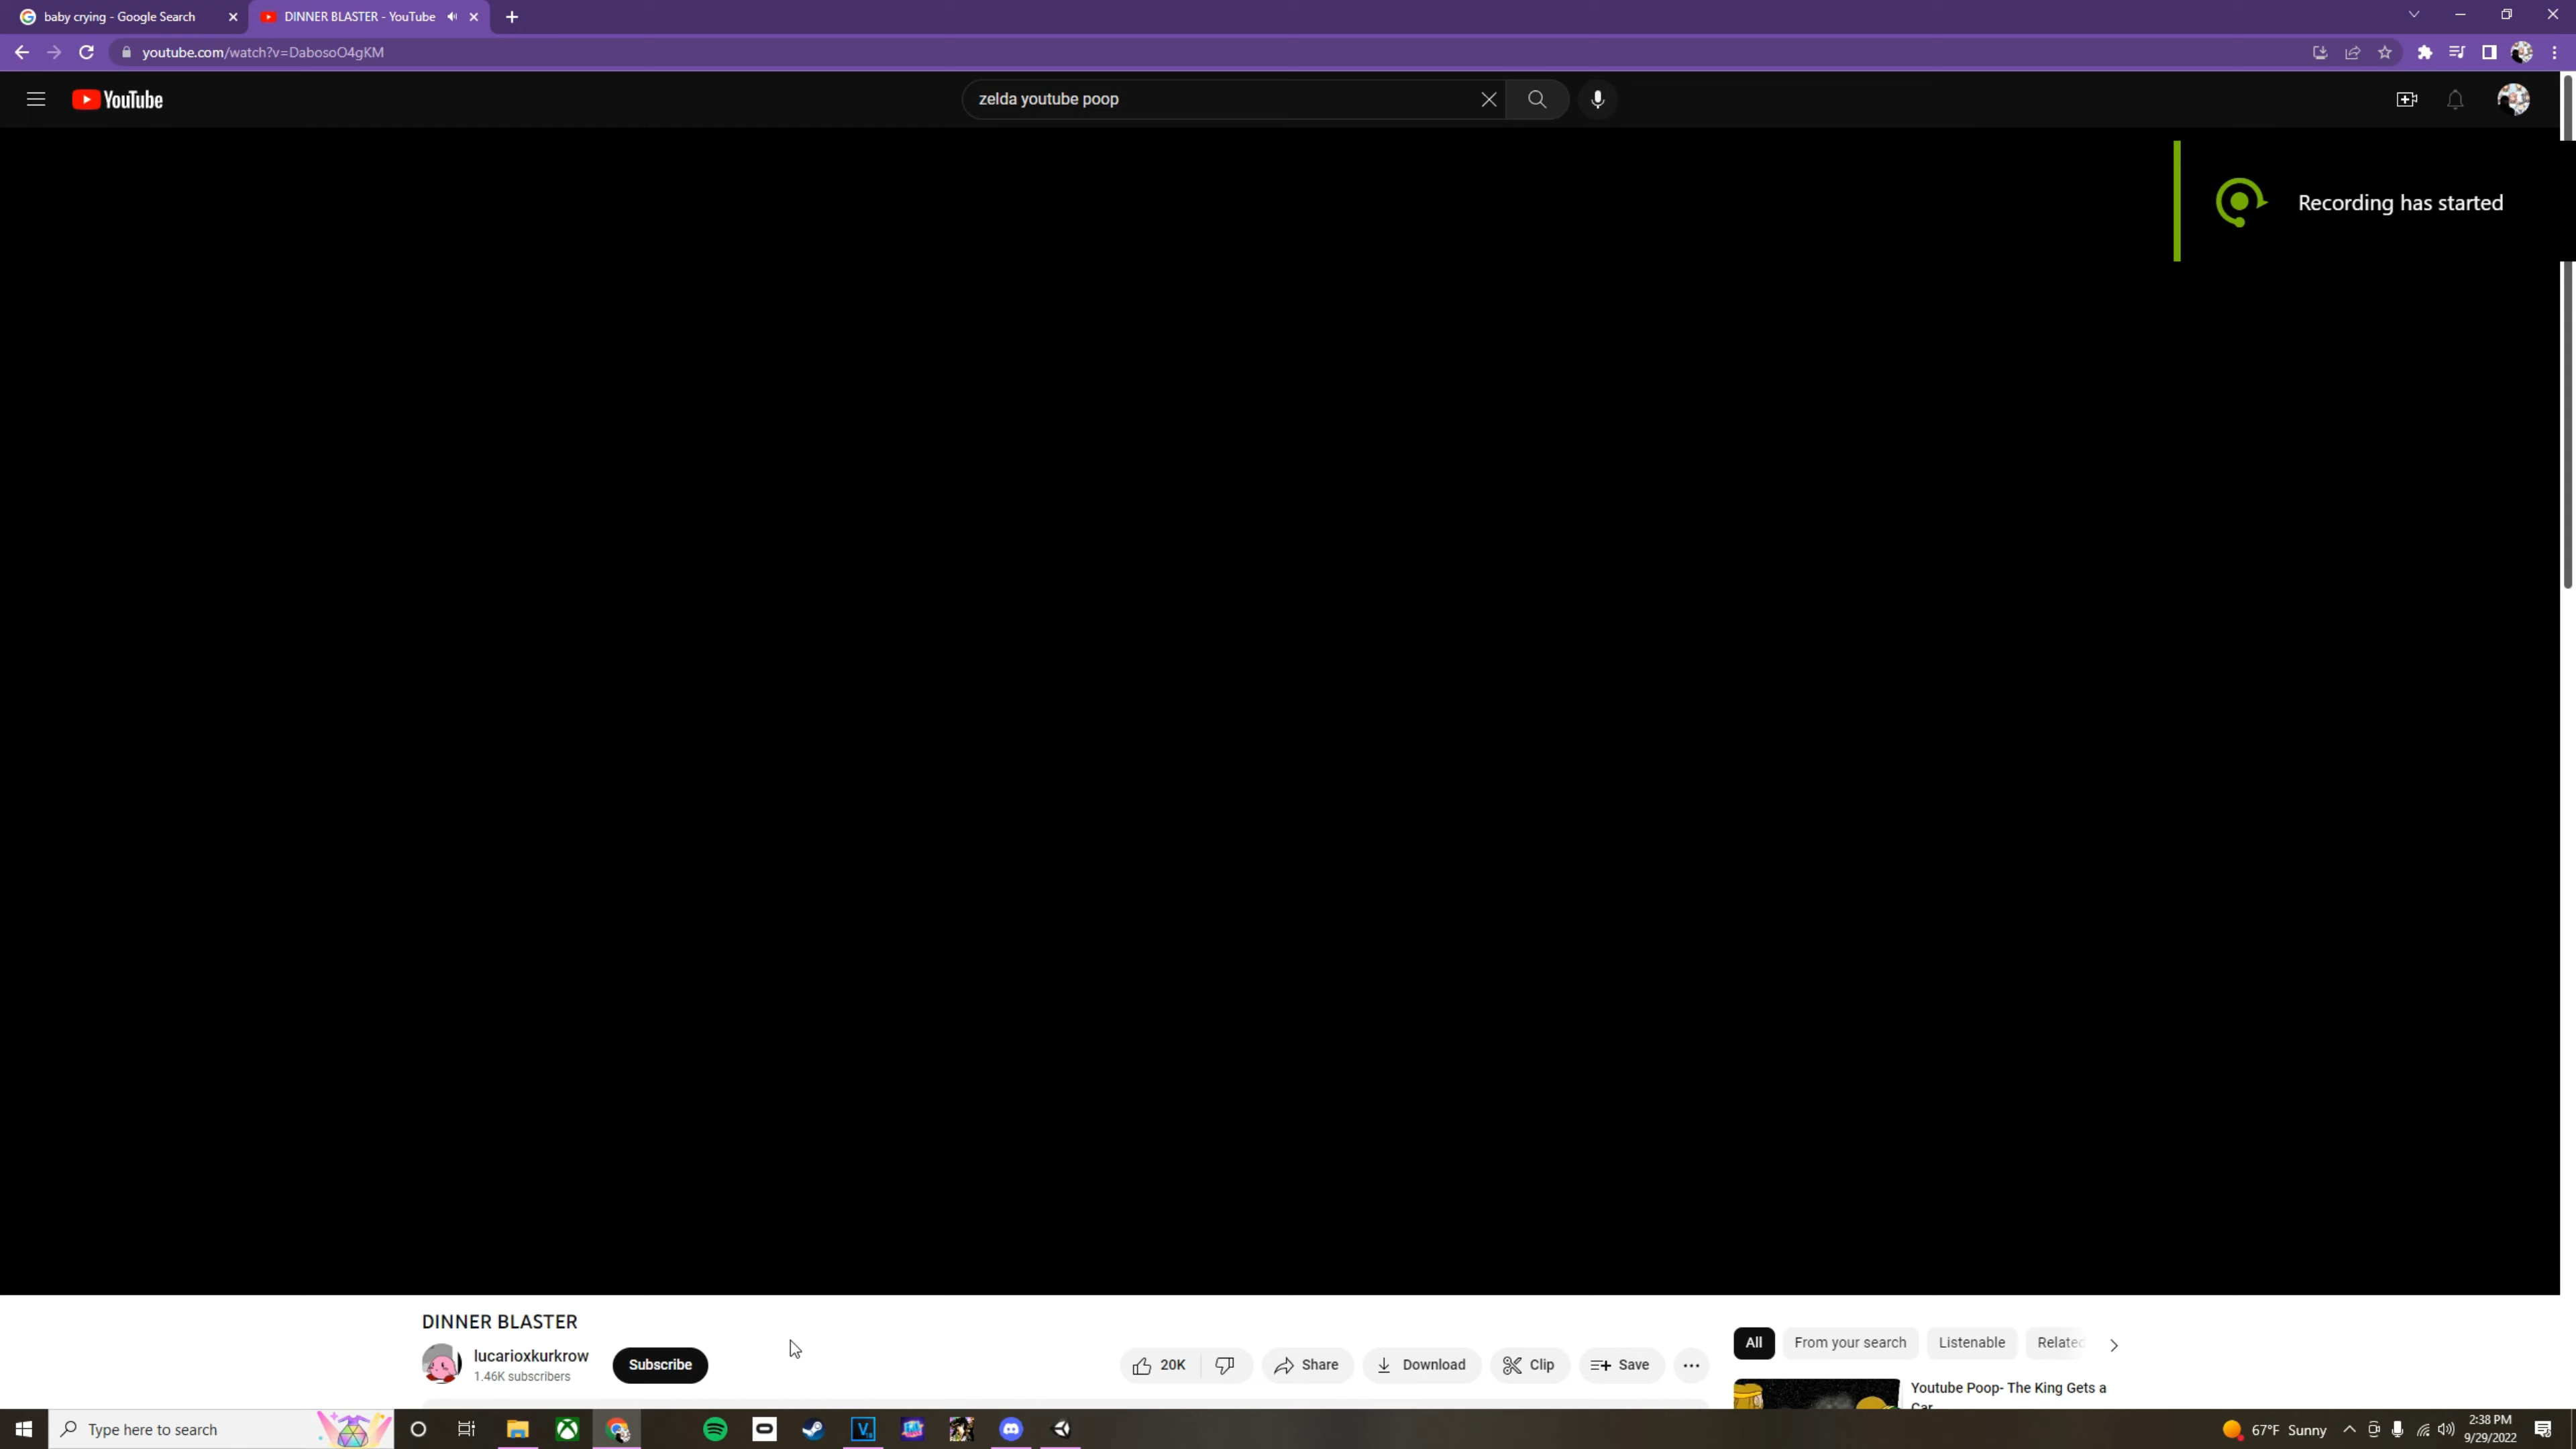 baby crying - Google Search
DINNER BLASTER - YouTube
youtube.com/watch?v=DabosoO4gKM
YouTube
zelda youtube poop
Recording has started
DINNER BLASTER
lucarioxkurkrow
1.46K subscribers
Subscribe
20K
Share
Download
Clip
Save
All
From your search
Listenable
Related
Youtube Poop- The King Gets a
Car
Type here to search
67°F Sunny
2:38 PM
9/29/2022